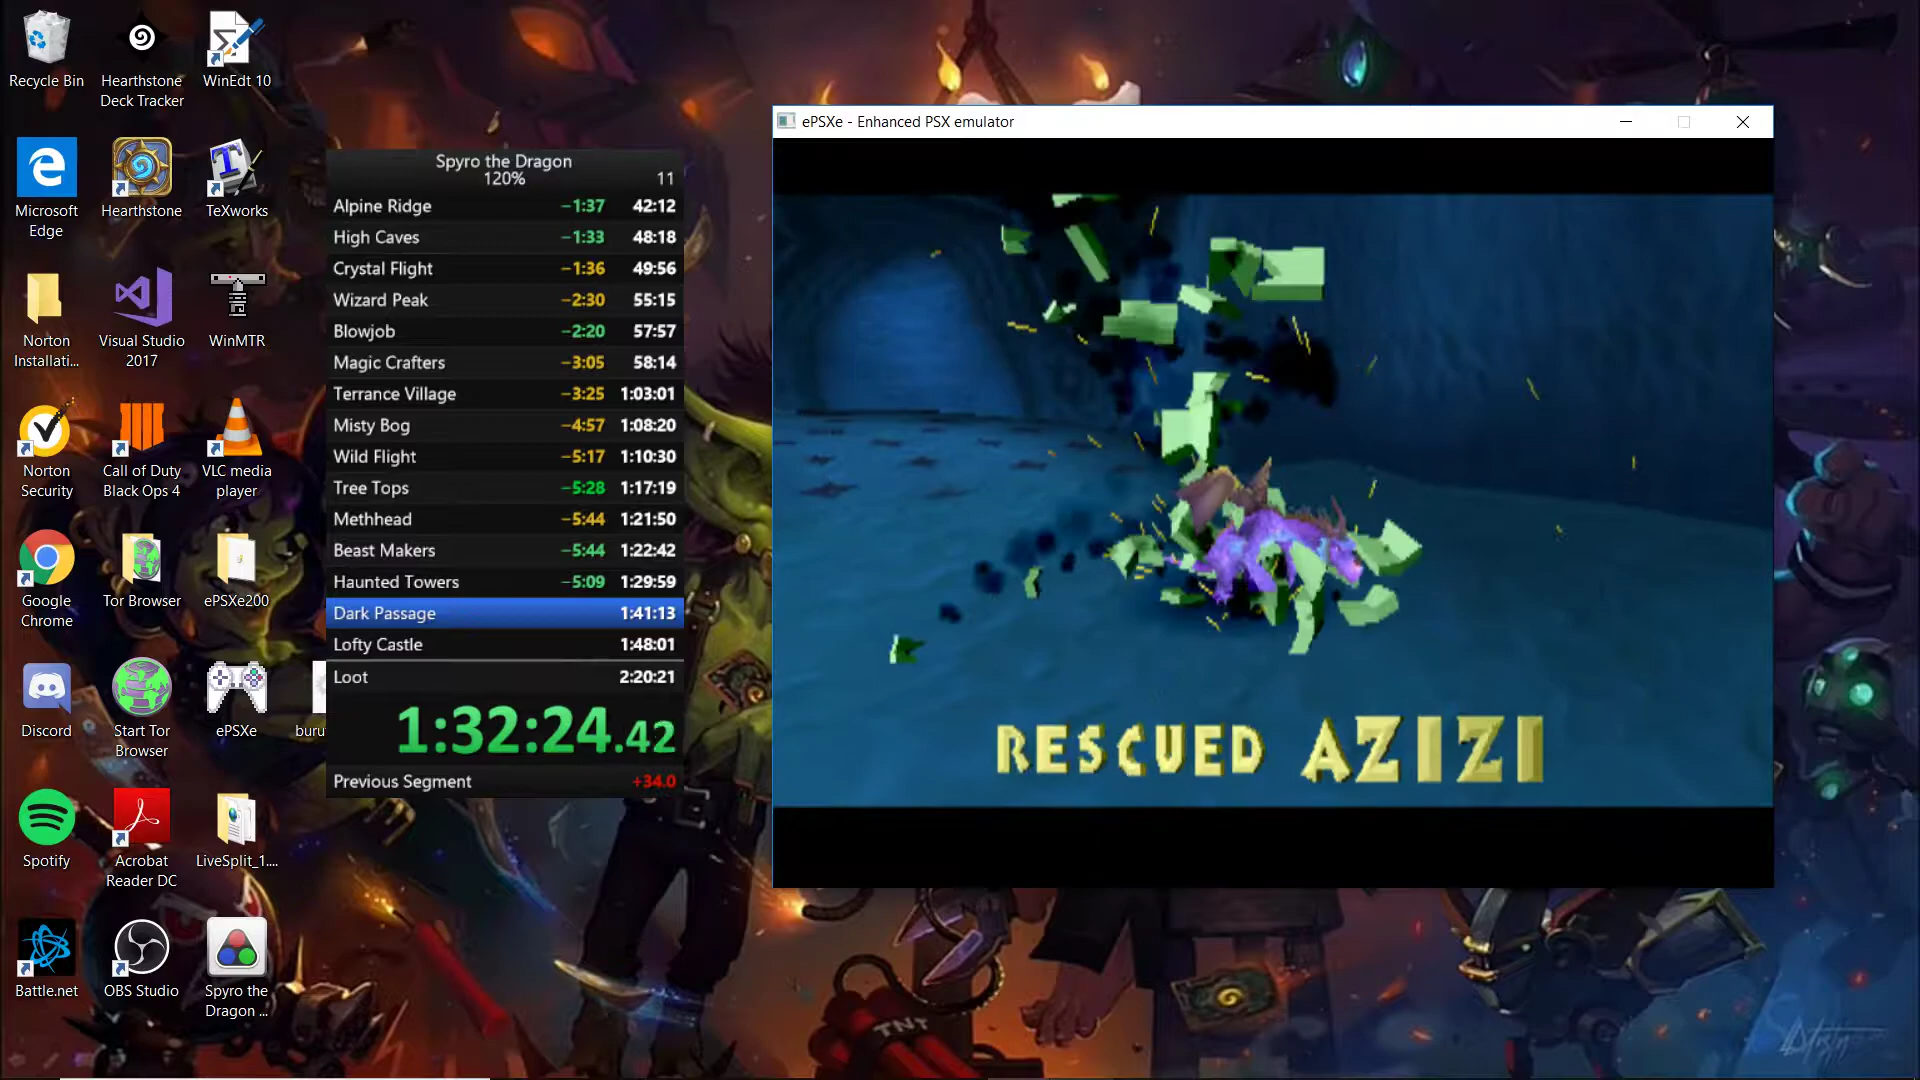 Recycle Bin
Hearthstone
Deck Tracker
WinEdt 10
Microsoft
Edge
Hearthstone
TeXworks
Norton
Installati...
Visual Studio
2017
WinMTR
Norton
Security
Call of Duty
Black Ops 4
VLC media
player
Google
Chrome
Tor Browser
ePSXe200
Discord
Start Tor
Browser
ePSXe
Spotify
Acrobat
Reader DC
LiveSplit_1....
Battle.net
OBS Studio
Spyro the
Dragon ...
Spyro the Dragon
120% 11
Alpine Ridge −1:37 42:12
High Caves −1:33 48:18
Crystal Flight −1:36 49:56
Wizard Peak −2:30 55:15
Blowjob −2:20 57:57
Magic Crafters −3:05 58:14
Terrance Village −3:25 1:03:01
Misty Bog −4:57 1:08:20
Wild Flight −5:17 1:10:30
Tree Tops −5:28 1:17:19
Methhead −5:44 1:21:50
Beast Makers −5:44 1:22:42
Haunted Towers −5:09 1:29:59
Dark Passage 1:41:13
Lofty Castle 1:48:01
Loot 2:20:21
1:32:24.42
Previous Segment +34.0
ePSXe - Enhanced PSX emulator
RESCUED AZIZI
TNT